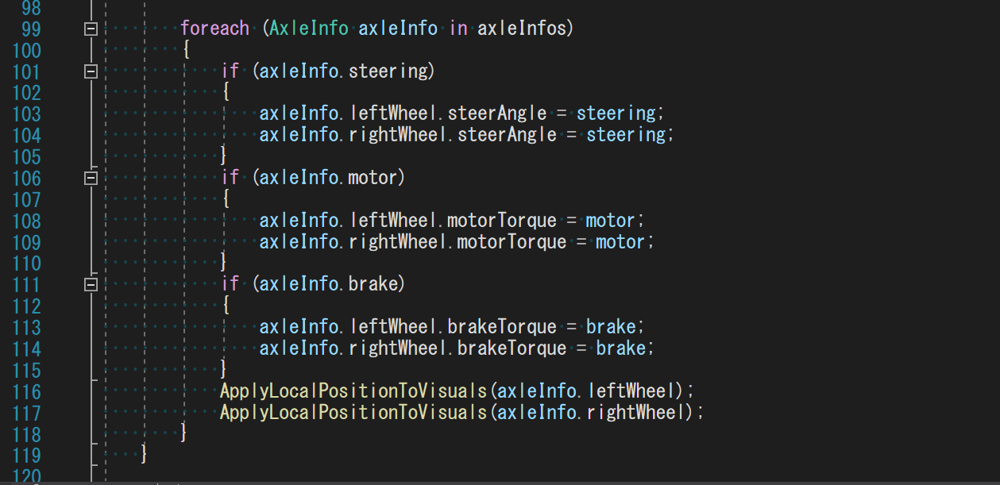 98
99 foreach (AxleInfo axleInfo in axleInfos)
100 {
101 if (axleInfo.steering)
102 {
103 axleInfo.leftWheel.steerAngle = steering;
104 axleInfo.rightWheel.steerAngle = steering;
105 }
106 if (axleInfo.motor)
107 {
108 axleInfo.leftWheel.motorTorque = motor;
109 axleInfo.rightWheel.motorTorque = motor;
110 }
111 if (axleInfo.brake)
112 {
113 axleInfo.leftWheel.brakeTorque = brake;
114 axleInfo.rightWheel.brakeTorque = brake;
115 }
116 ApplyLocalPositionToVisuals(axleInfo.leftWheel);
117 ApplyLocalPositionToVisuals(axleInfo.rightWheel);
118 }
119 }
120